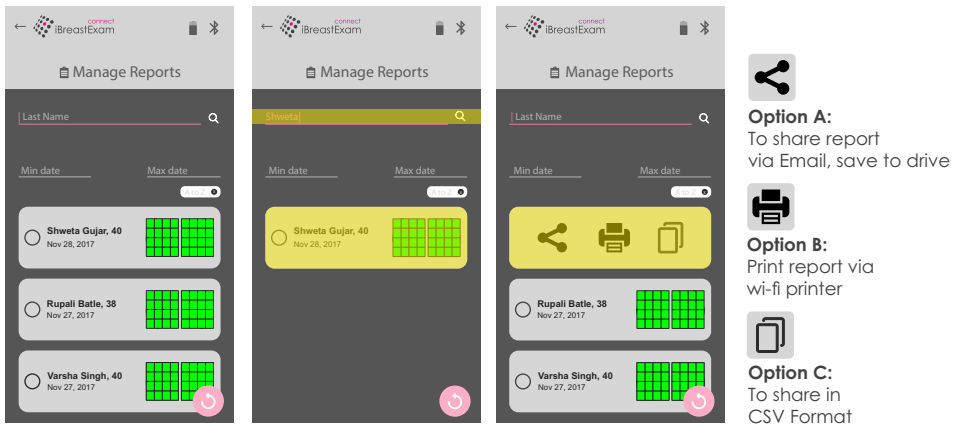 connect
iBreastExam
Manage Reports
Last Name
Min date
Max date
A to Z
Shweta Gujar, 40
Nov 28, 2017
Rupali Batle, 38
Nov 27, 2017
Varsha Singh, 40
Nov 27, 2017
connect
iBreastExam
Manage Reports
Shweta
Min date
Max date
A to Z
Shweta Gujar, 40
Nov 28, 2017
connect
iBreastExam
Manage Reports
Last Name
Min date
Max date
A to Z
Rupali Batle, 38
Nov 27, 2017
Varsha Singh, 40
Nov 27, 2017
Option A:
To share report
via Email, save to drive
Option B:
Print report via
wi-fi printer
Option C:
To share in
CSV Format